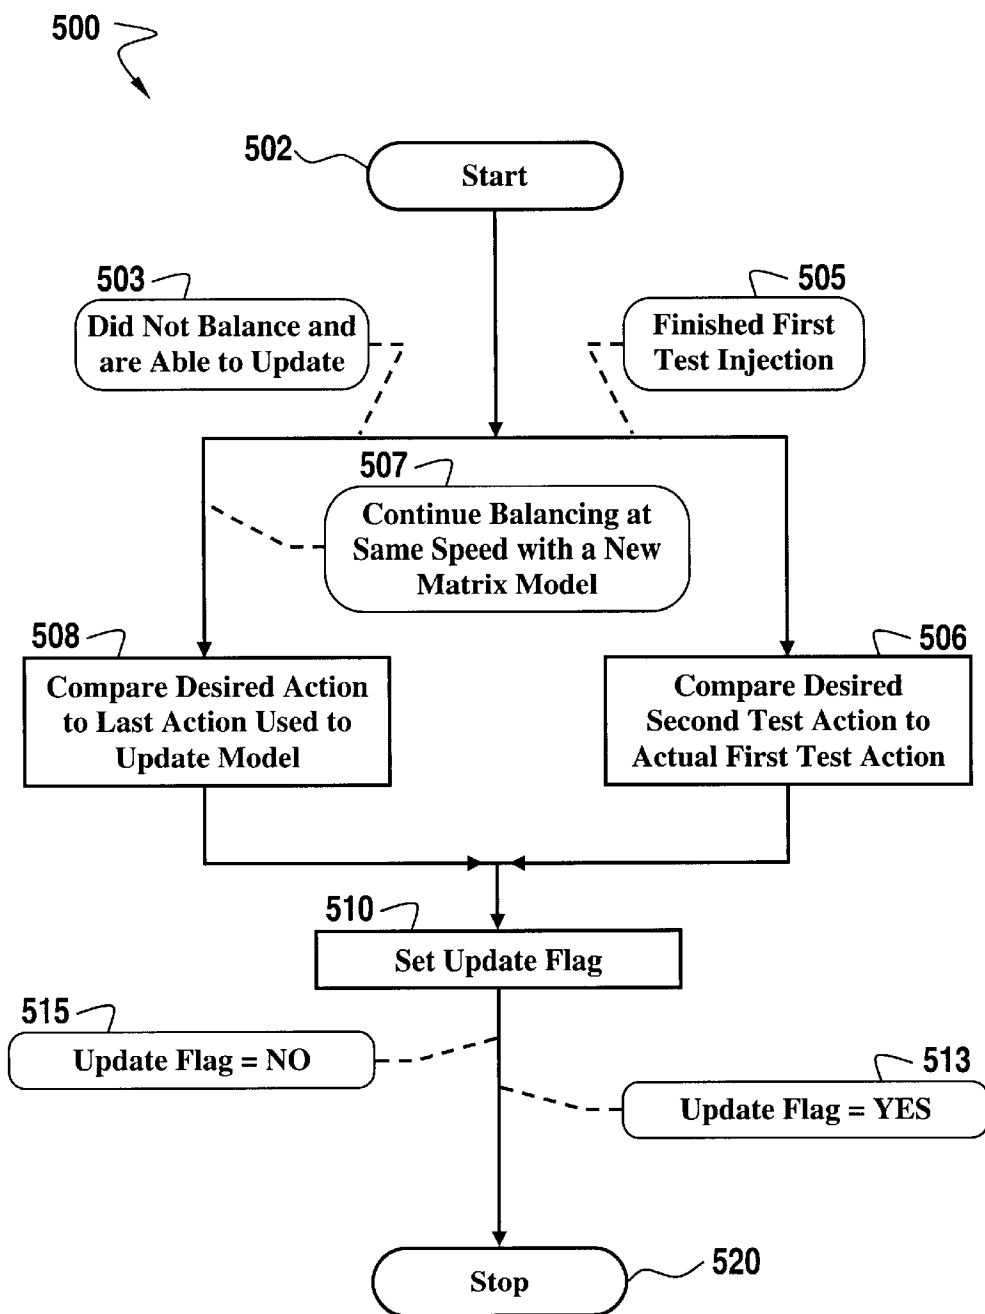 500
502
Start
503
Did Not Balance and
are Able to Update
505
Finished First
Test Injection
507
Continue Balancing at
Same Speed with a New
Matrix Model
508
Compare Desired Action
to Last Action Used to
Update Model
506
Compare Desired
Second Test Action to
Actual First Test Action
510
Set Update Flag
515
Update Flag = NO
513
Update Flag = YES
Stop
520